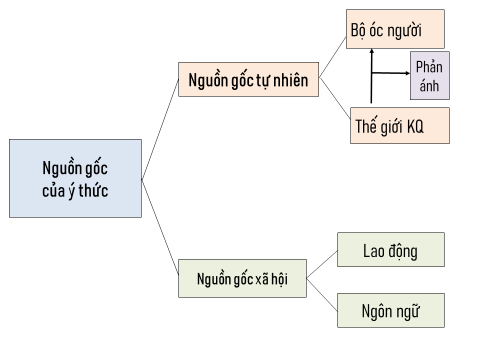 Bộ óc người
Phản
ánh
Nguồn gốc tự nhiên
Thế giới KQ
Nguồn gốc
của ý thức
Lao động
Nguồn gốc xã hội
Ngôn ngữ